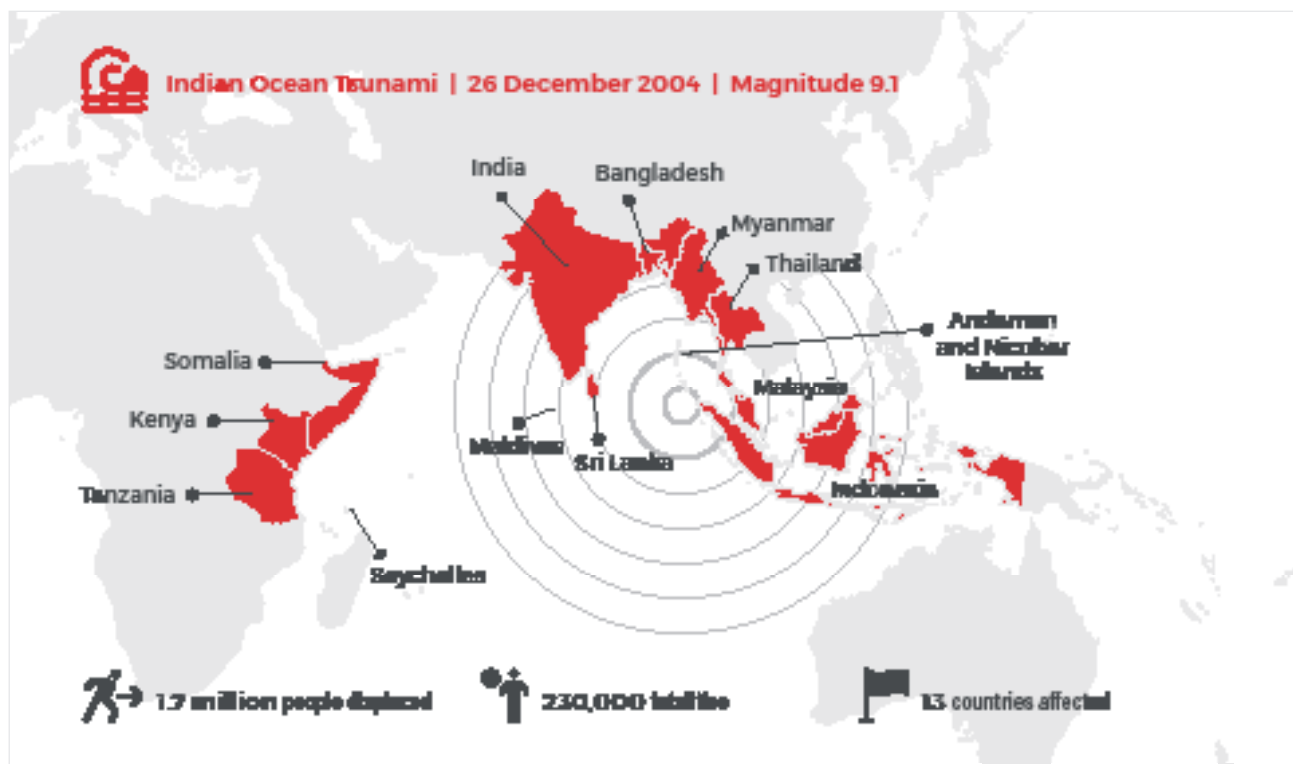 Indian Ocean Tsunami | 26 December 2004 | Magnitude 9.1
India
Bangladesh
Myanmar
Thailand
Andaman
and Nicobar
Islands
Somalia
Malaysia
Kenya
Maldives
Sri Lanka
Tanzania
Indonesia
Seychelles
1.7 million people displaced
230,000 fatalities
13 countries affected